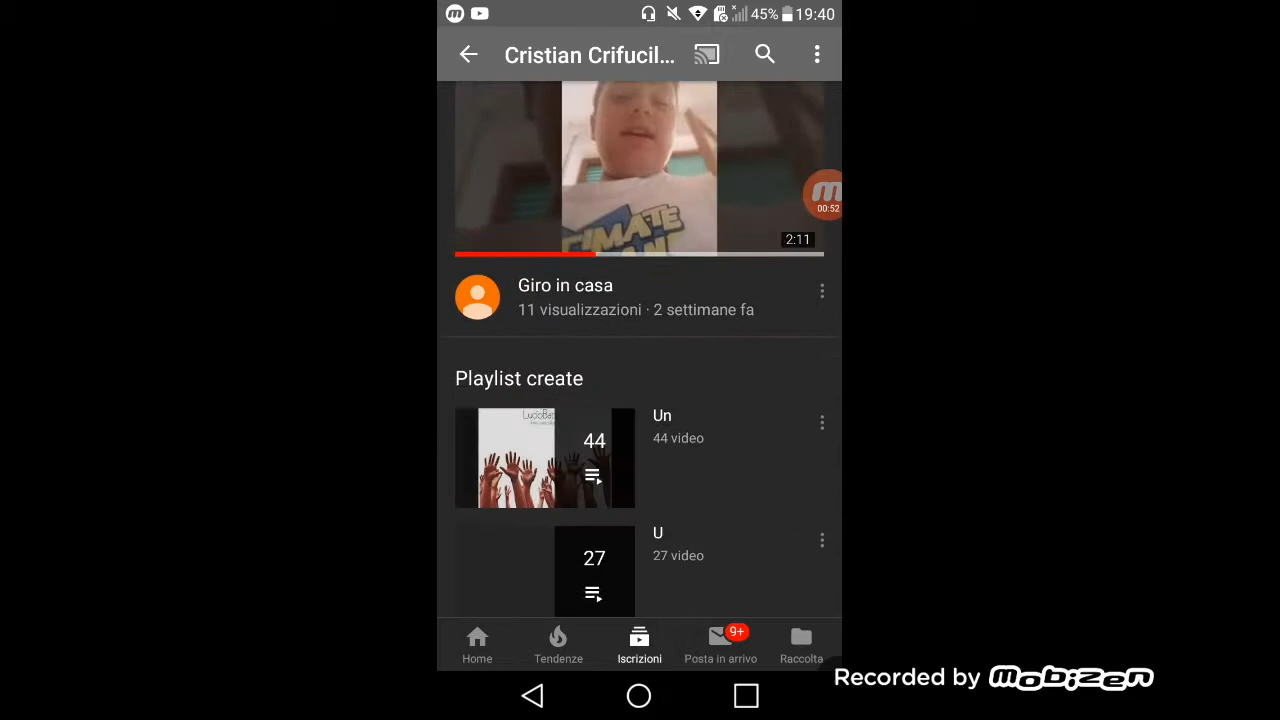 45% 19:40
Cristian Crifucil...
00:52
2:11
Giro in casa
11 visualizzazioni · 2 settimane fa
Playlist create
44
Un
44 video
27
U
27 video
9+
Home Tendenze Iscrizioni Posta in arrivo Raccolta
Recorded by mobizen